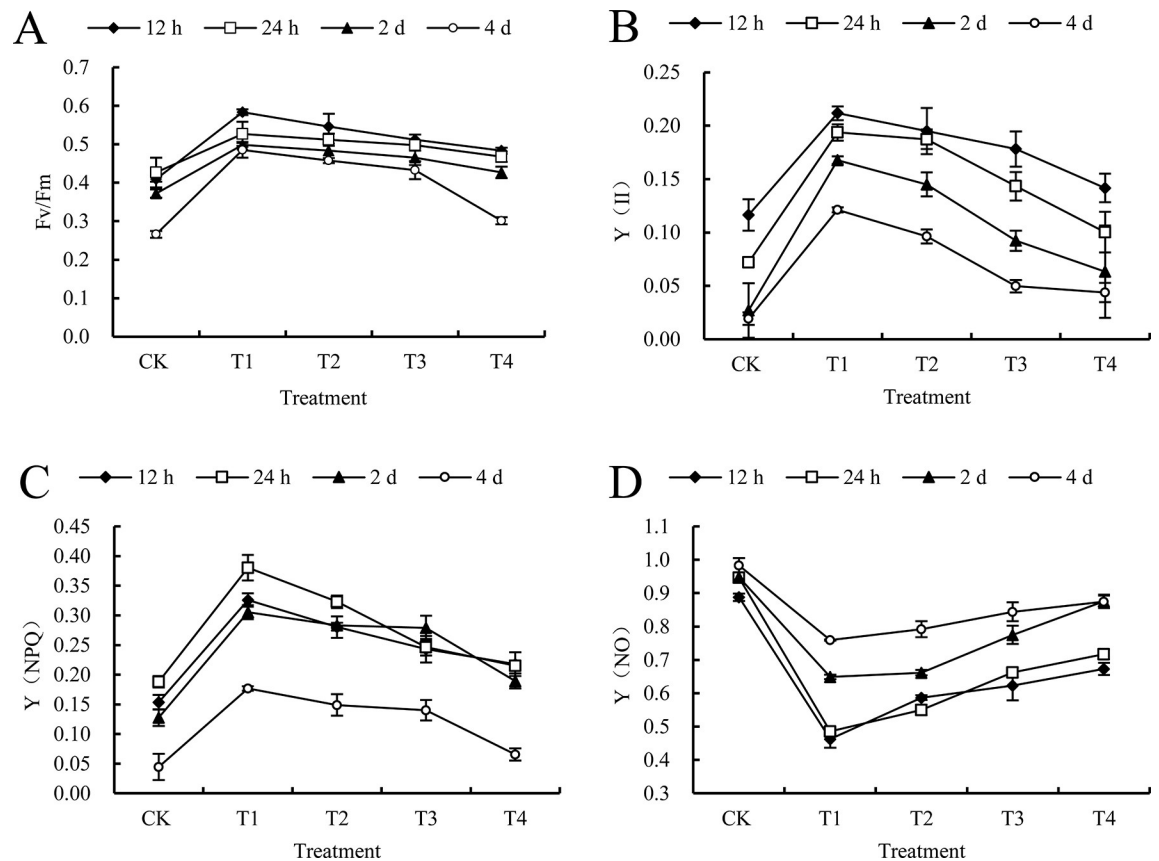 A
12 h 24 h 2 d 4 d
Fv/Fm
0.7
0.6
0.5
0.4
0.3
0.2
0.1
0.0
CK T1 T2 T3 T4
Treatment
B
12 h 24 h 2 d 4 d
Y（II）
0.25
0.20
0.15
0.10
0.05
0.00
CK T1 T2 T3 T4
Treatment
C
12 h 24 h 2 d 4 d
Y（NPQ）
0.45
0.40
0.35
0.30
0.25
0.20
0.15
0.10
0.05
0.00
CK T1 T2 T3 T4
Treatment
D
12 h 24 h 2 d 4 d
Y（NO）
1.1
1.0
0.9
0.8
0.7
0.6
0.5
0.4
0.3
CK T1 T2 T3 T4
Treatment